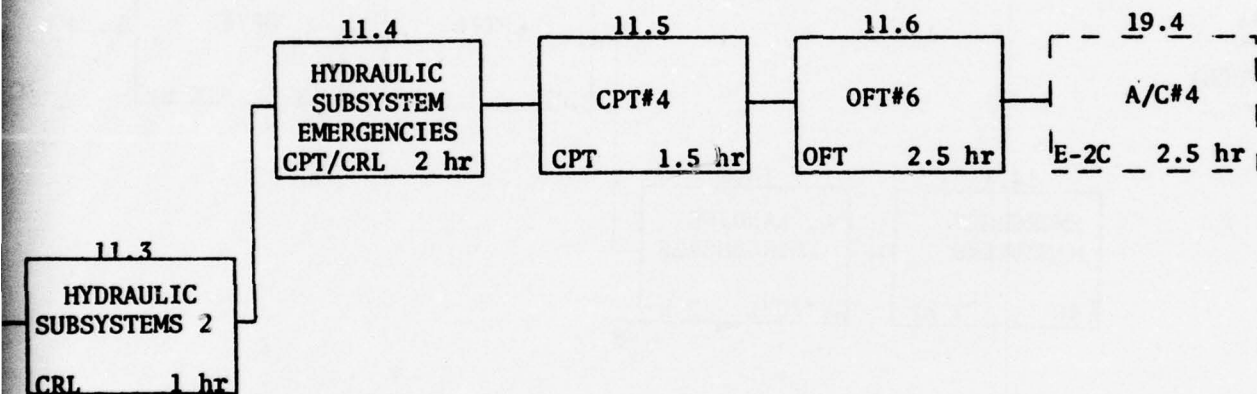 11.4
HYDRAULIC
SUBSYSTEM
EMERGENCIES
CPT/CRL 2 hr
11.5
CPT#4
CPT 1.5 hr
11.6
OFT#6
OFT 2.5 hr
19.4
A/C#4
E-2C 2.5 hr
11.3
HYDRAULIC
SUBSYSTEMS 2
CRL 1 hr